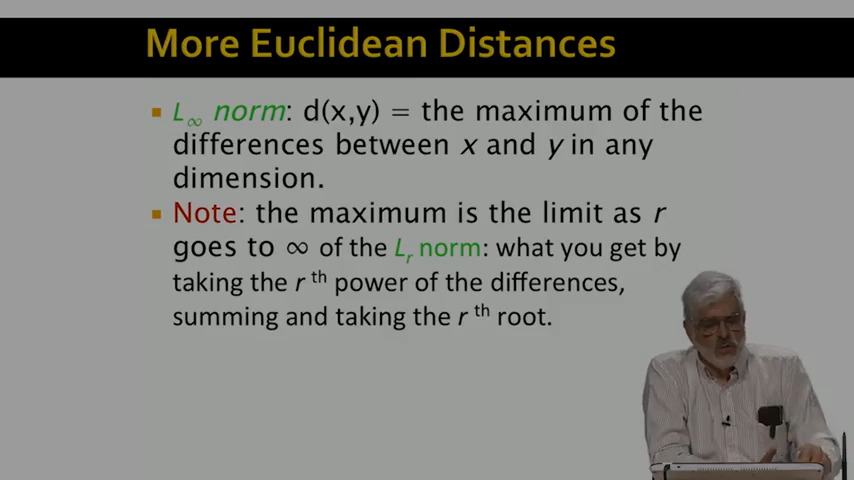 More Euclidean Distances
L∞ norm: d(x,y) = the maximum of the
differences between x and y in any
dimension.
Note: the maximum is the limit as r
goes to ∞ of the Lr norm: what you get by
taking the r th power of the differences,
summing and taking the r th root.